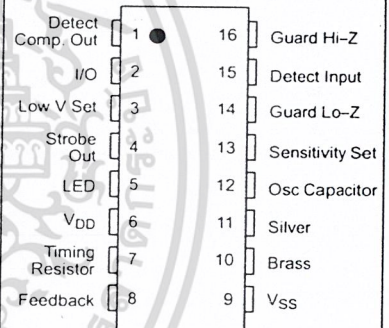 Detect
Comp. Out 1 16 Guard Hi–Z
I/O 2 15 Detect Input
Low V Set 3 14 Guard Lo–Z
Strobe
Out 4 13 Sensitivity Set
LED 5 12 Osc Capacitor
VDD 6 11 Silver
Timing
Resistor 7 10 Brass
Feedback 8 9 VSS